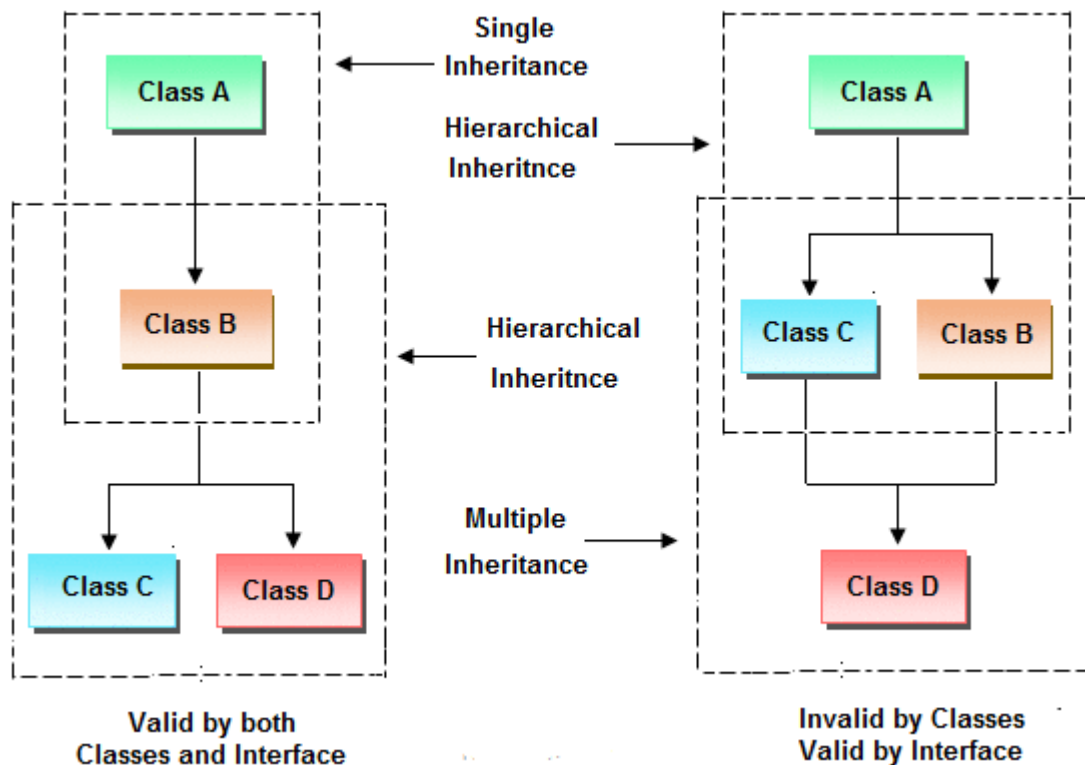 Single
Inheritance
Class A
Class A
Hierarchical
Inheritnce
Class B
Hierarchical
Inheritnce
Class C
Class B
Multiple
Inheritance
Class C
Class D
Class D
Valid by both
Classes and Interface
Invalid by Classes
Valid by Interface